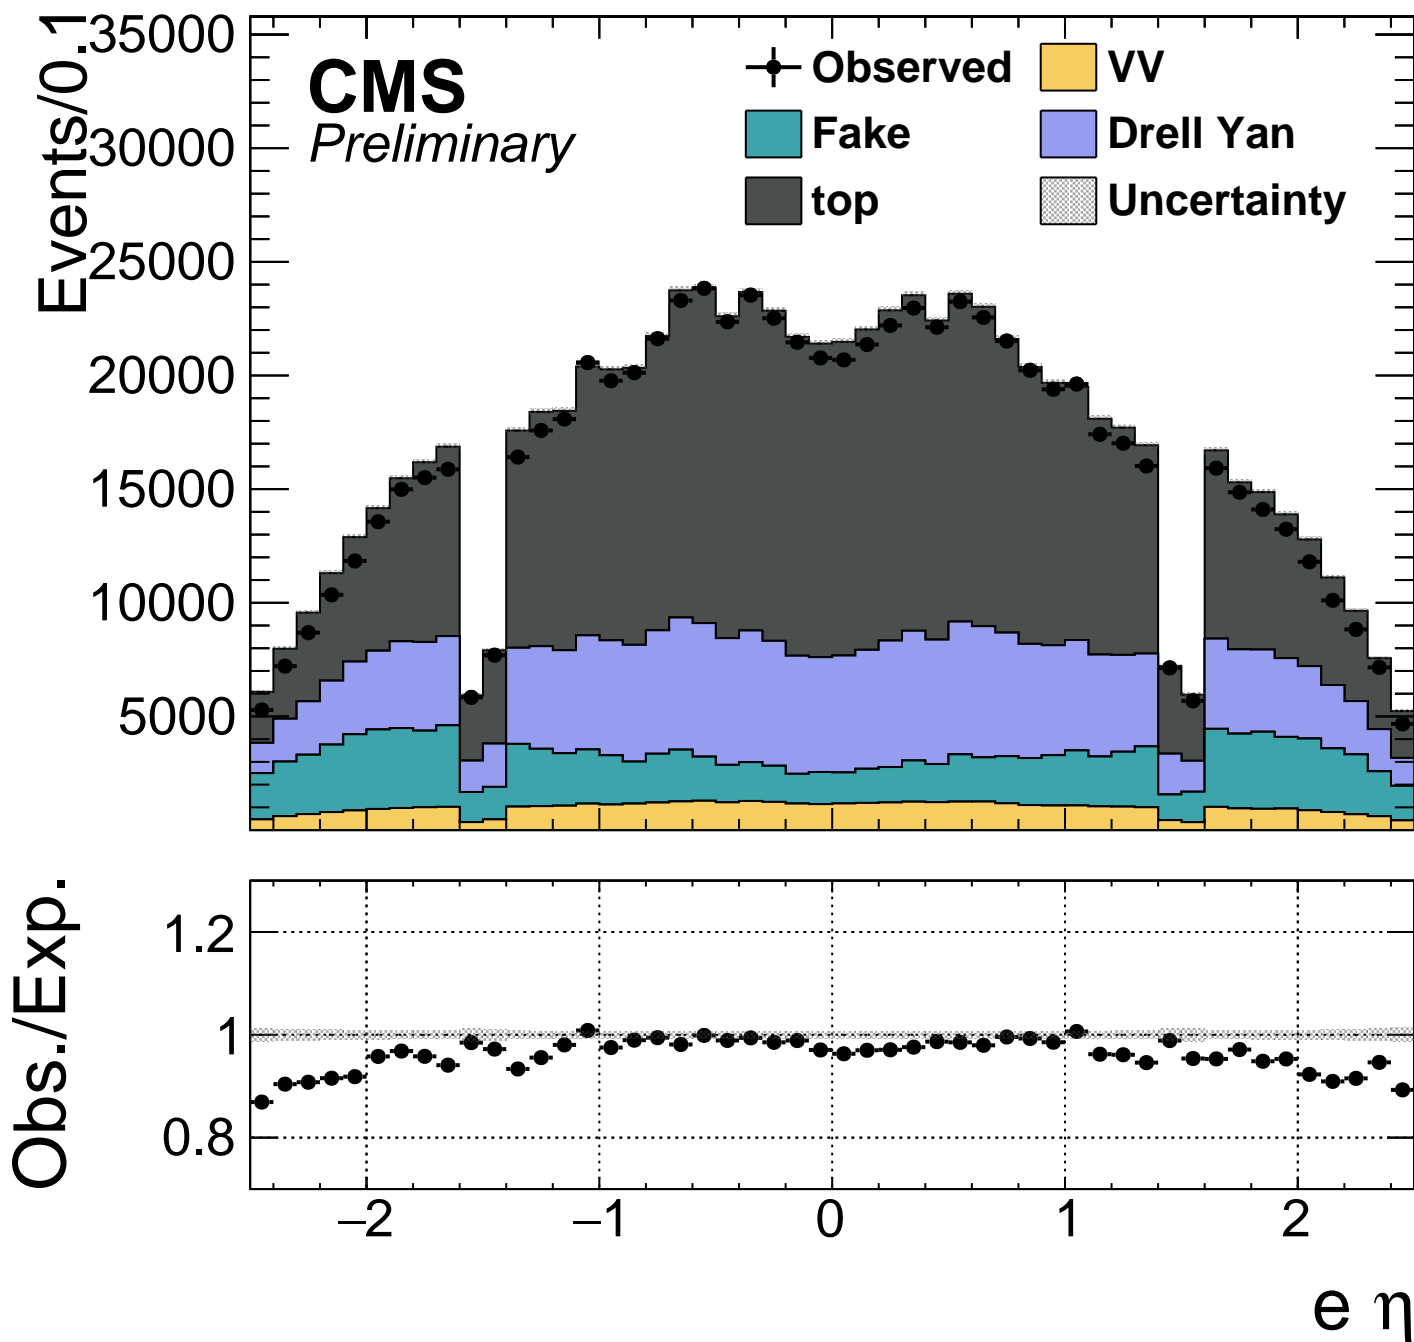 Events/0.1
35000
30000
25000
20000
15000
10000
5000
CMS
Preliminary
Observed
VV
Fake
Drell Yan
top
Uncertainty
Obs./Exp.
1.2
1
0.8
−2
−1
0
1
2
e η